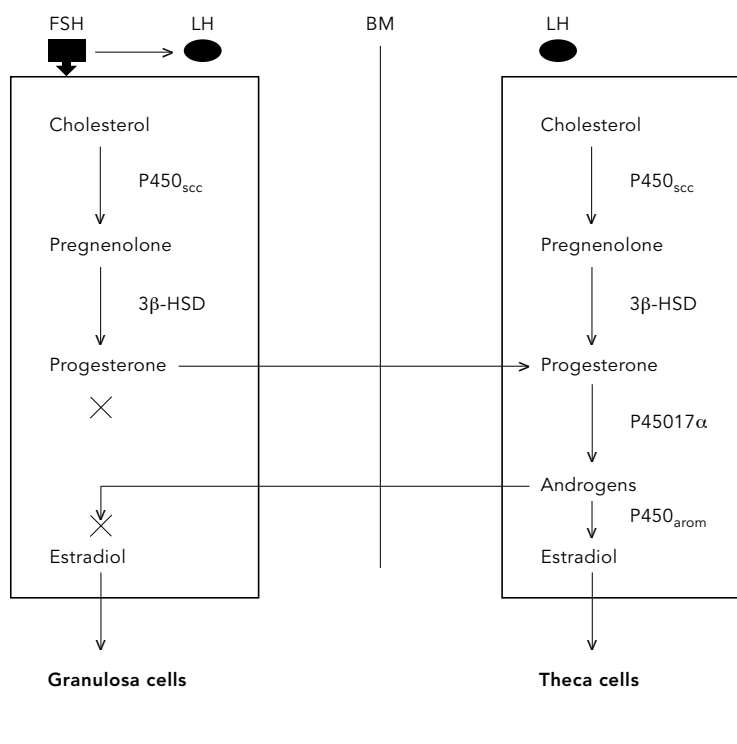 FSH
LH
BM
LH
Cholesterol
P450scc
Pregnenolone
3β-HSD
Progesterone
Estradiol
Granulosa cells
Cholesterol
P450scc
Pregnenolone
3β-HSD
Progesterone
P45017α
Androgens
P450arom
Estradiol
Theca cells